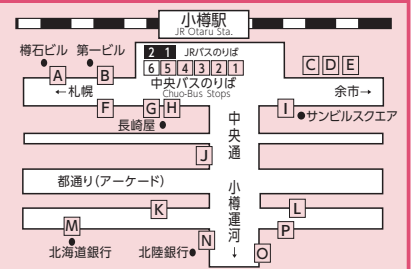 小樽駅
JR Otaru Sta.
樽石ビル
第一ビル
2 1 JRバスのりば
6 5 4 3 2 1
中央バスのりば
Chuo-Bus Stops
A
B
C D E
←札幌
余市→
F
G H
I
長崎屋
サンビルスクエア
中央通
J
都通り(アーケード)
小樽運河→
K
L
M
N
P
O
北海道銀行
北陸銀行